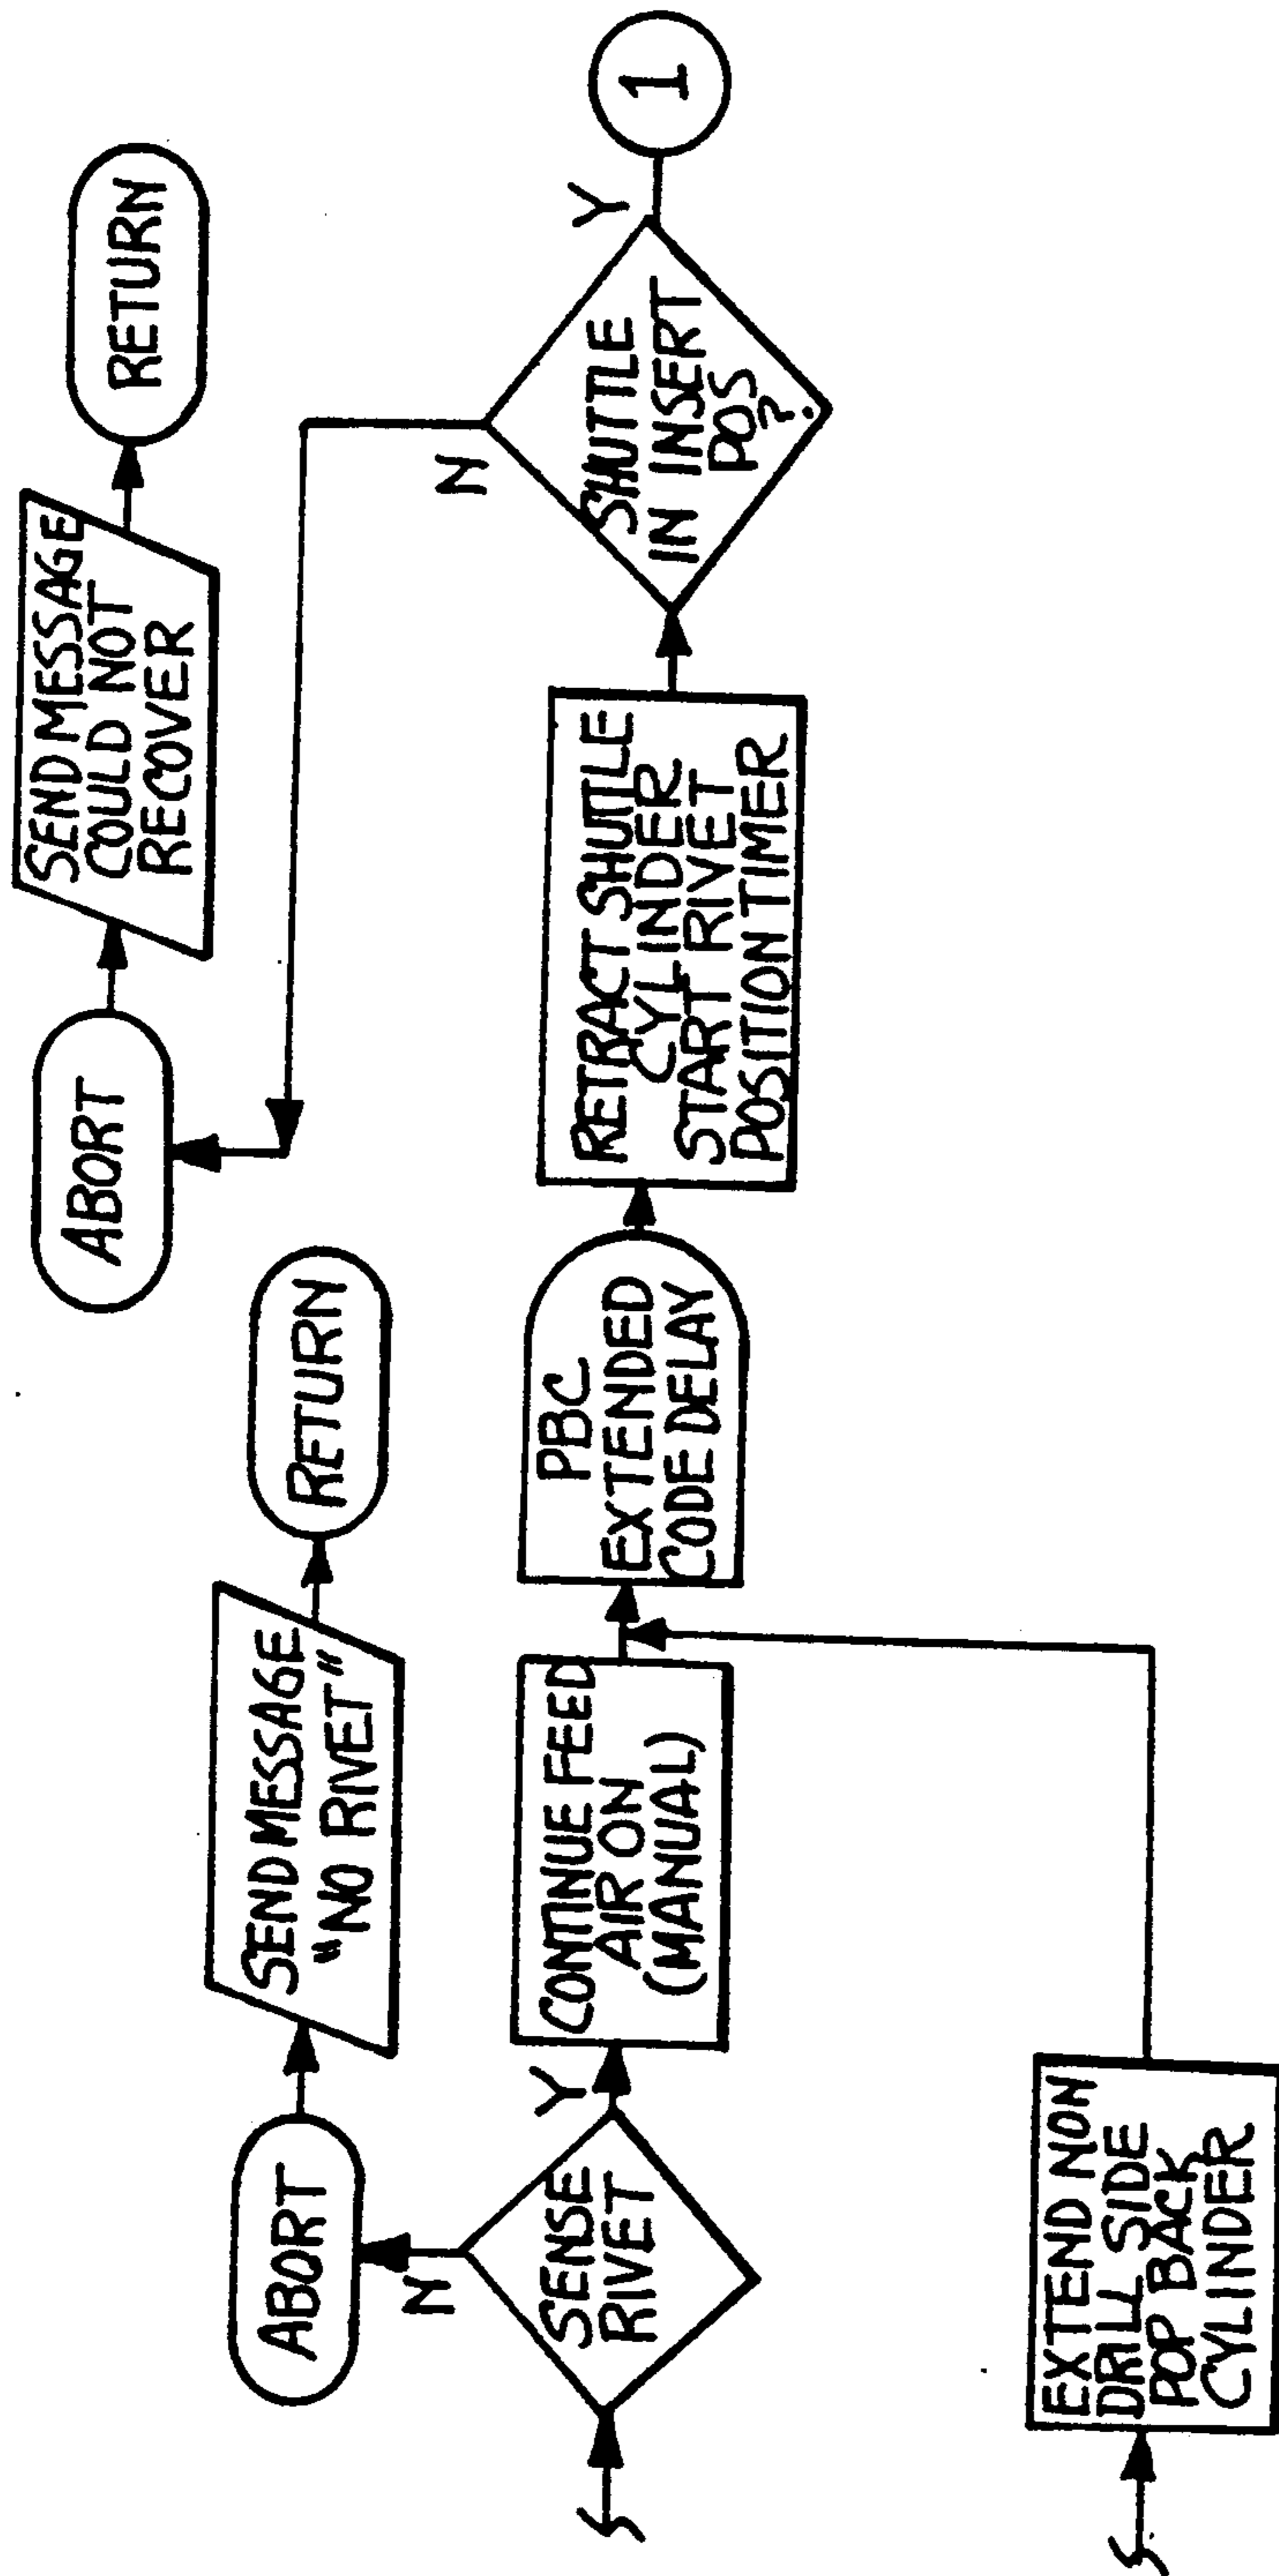 ABORT
SEND MESSAGE
COULD NOT
RECOVER
RETURN
ABORT
SEND MESSAGE
"NO RIVET"
RETURN
N
SENSE
RIVET
Y
CONTINUE FEED
AIR ON
(MANUAL)
PBC
EXTENDED
CODE DELAY
RETRACT SHUTTLE
CYLINDER
START RIVET
POSITION TIMER
N
SHUTTLE
IN INSERT
POS
?
Y
1
EXTEND NON
DRILL SIDE
POP BACK
CYLINDER